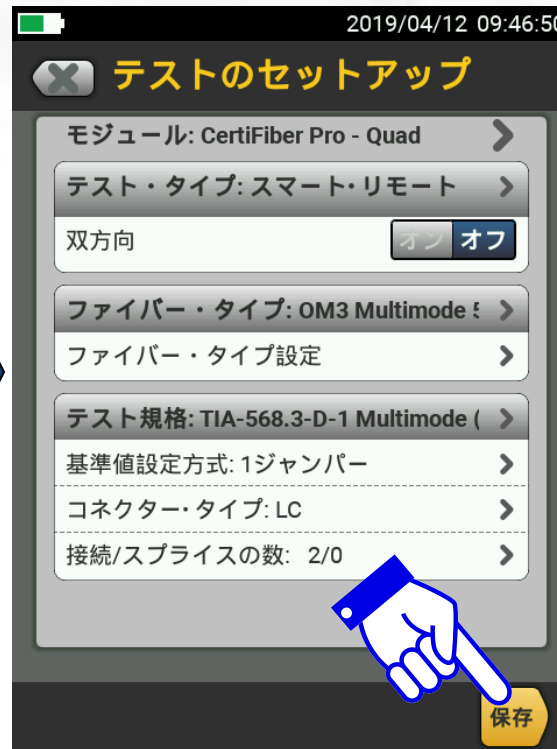 2019/04/12 09:46:50
テストのセットアップ
モジュール: CertiFiber Pro - Quad
テスト・タイプ: スマート・リモート
双方向 オン オフ
ファイバー・タイプ: OM3 Multimode 5
ファイバー・タイプ設定
テスト規格: TIA-568.3-D-1 Multimode (
基準値設定方式: 1ジャンパー
コネクター・タイプ: LC
接続/スプライスの数: 2/0
保存